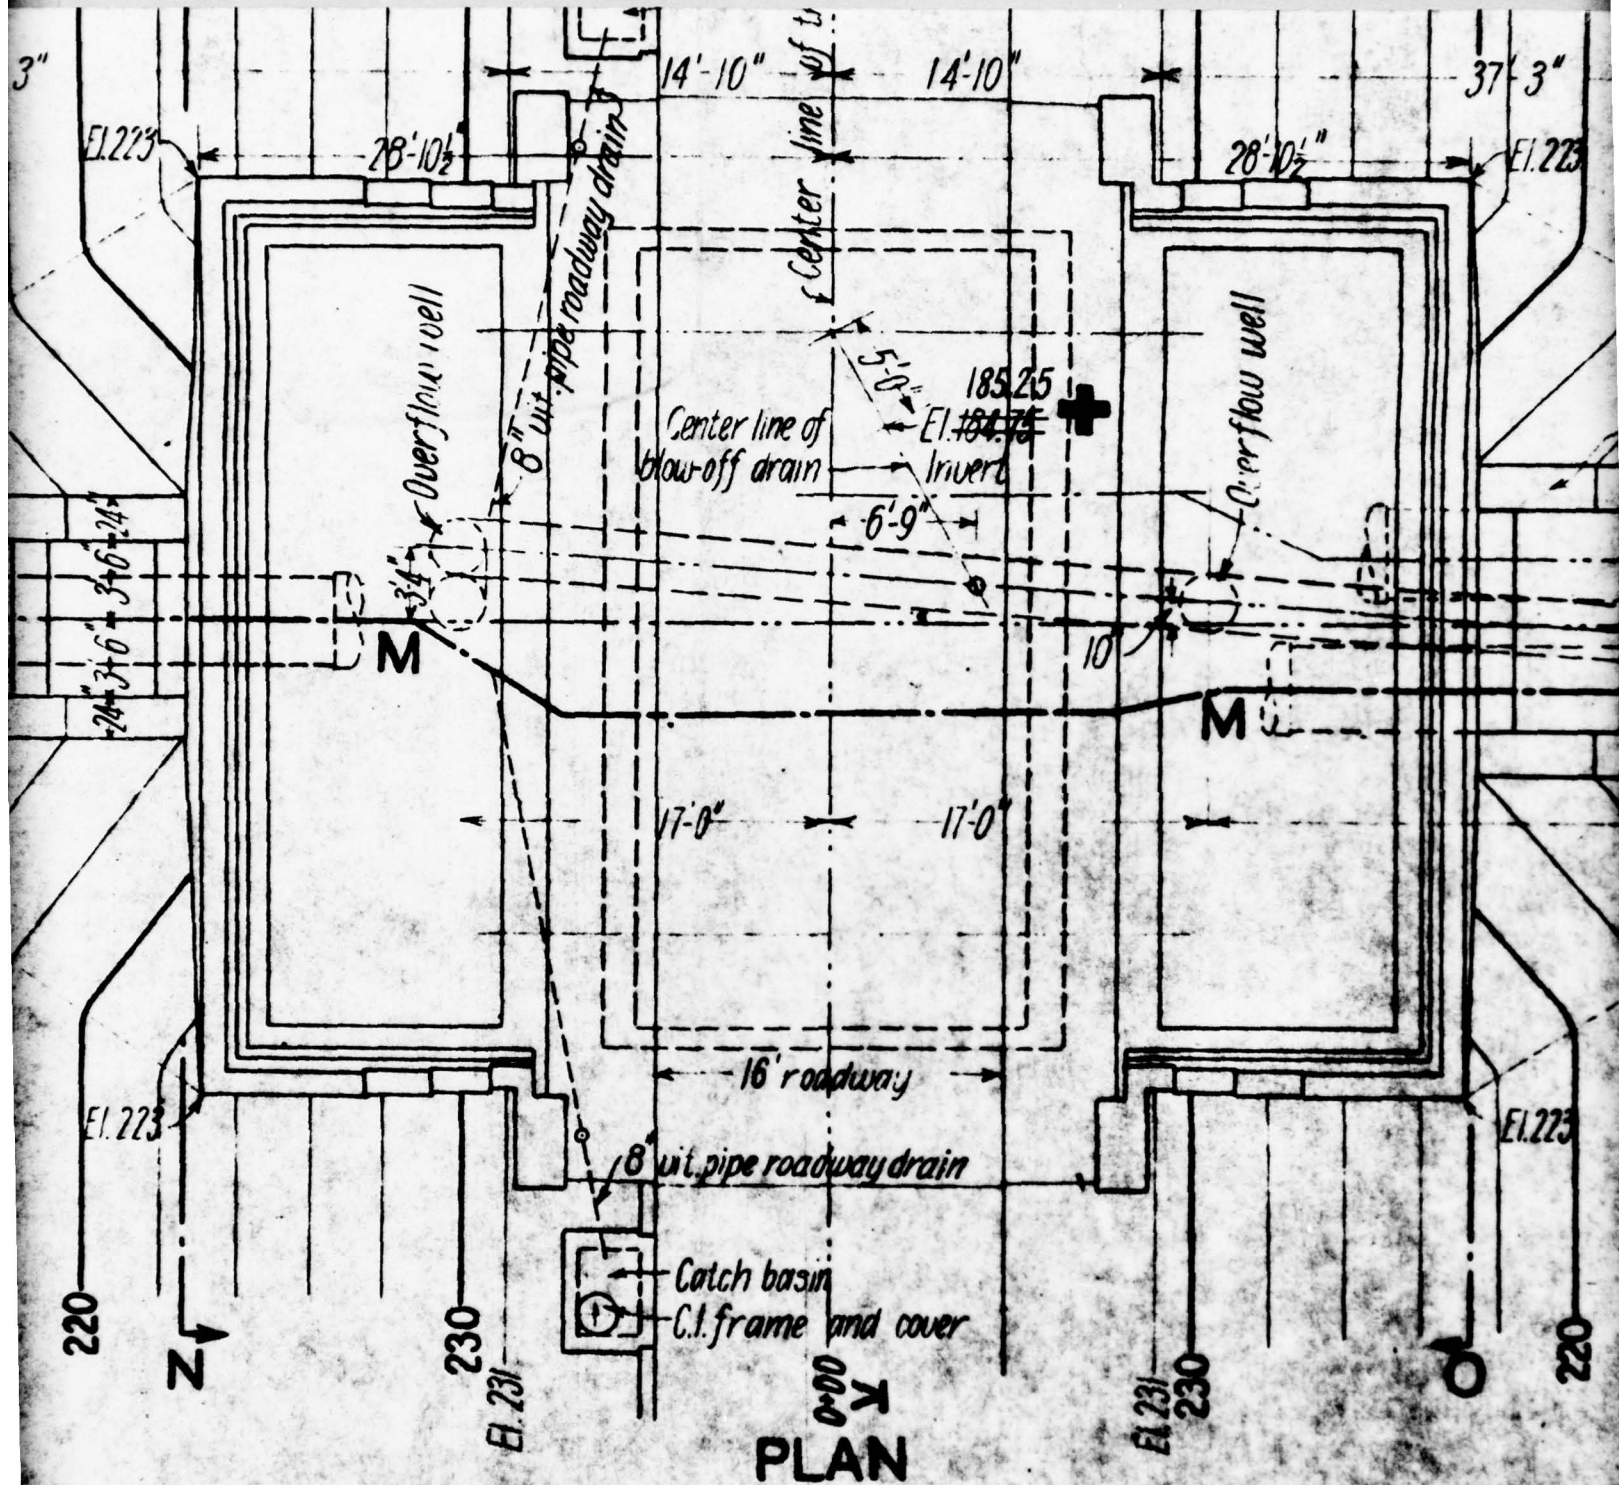 3"
14'-10"
14'-10"
37'-3"
Center line of
El.223
28'-10½"
28'-10½"
El.223
8" vit. pipe roadway drain
Overflow well
Overflow well
5'-0"
185.25
Center line of
El. 184.75
blow-off drain
Invert
6'-9"
24"
3'-6"
3'-6"
24"
3'-4"
10"
M
M
17'-0"
17'-0"
16' roadway
El.223
El.223
8" vit. pipe roadway drain
Catch basin
C.I. frame and cover
220
N
230
El. 231
0+00
K
El. 231
230
O
220
PLAN